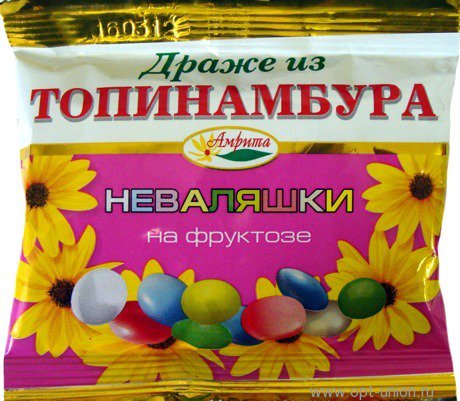 160312
Драже из
ТОПИНАМБУРА
Амрита
НЕВАЛЯШКИ
на фруктозе
www.opt-union.ru